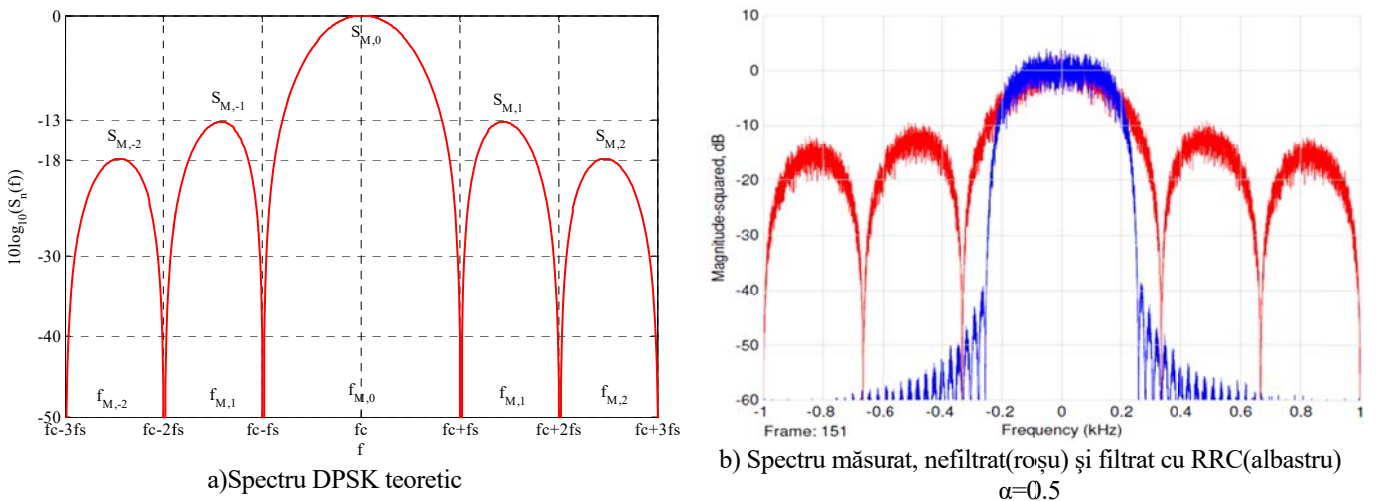 0
-13
-18
-30
-40
-50
10log10(Sn(f))
SM,0
SM,-1
SM,1
SM,-2
SM,2
fM,-2
fM,1
fM,0
fM,1
fM,2
fc-3fs
fc-2fs
fc-fs
fc
fc+fs
fc+2fs
fc+3fs
f
a)Spectru DPSK teoretic
10
0
-10
-20
-30
-40
-50
-60
Magnitude-squared, dB
-1
-0.8
-0.6
-0.4
-0.2
0
0.2
0.4
0.6
0.8
1
Frame: 151
Frequency (kHz)
b) Spectru măsurat, nefiltrat(roșu) şi filtrat cu RRC(albastru)
α=0.5